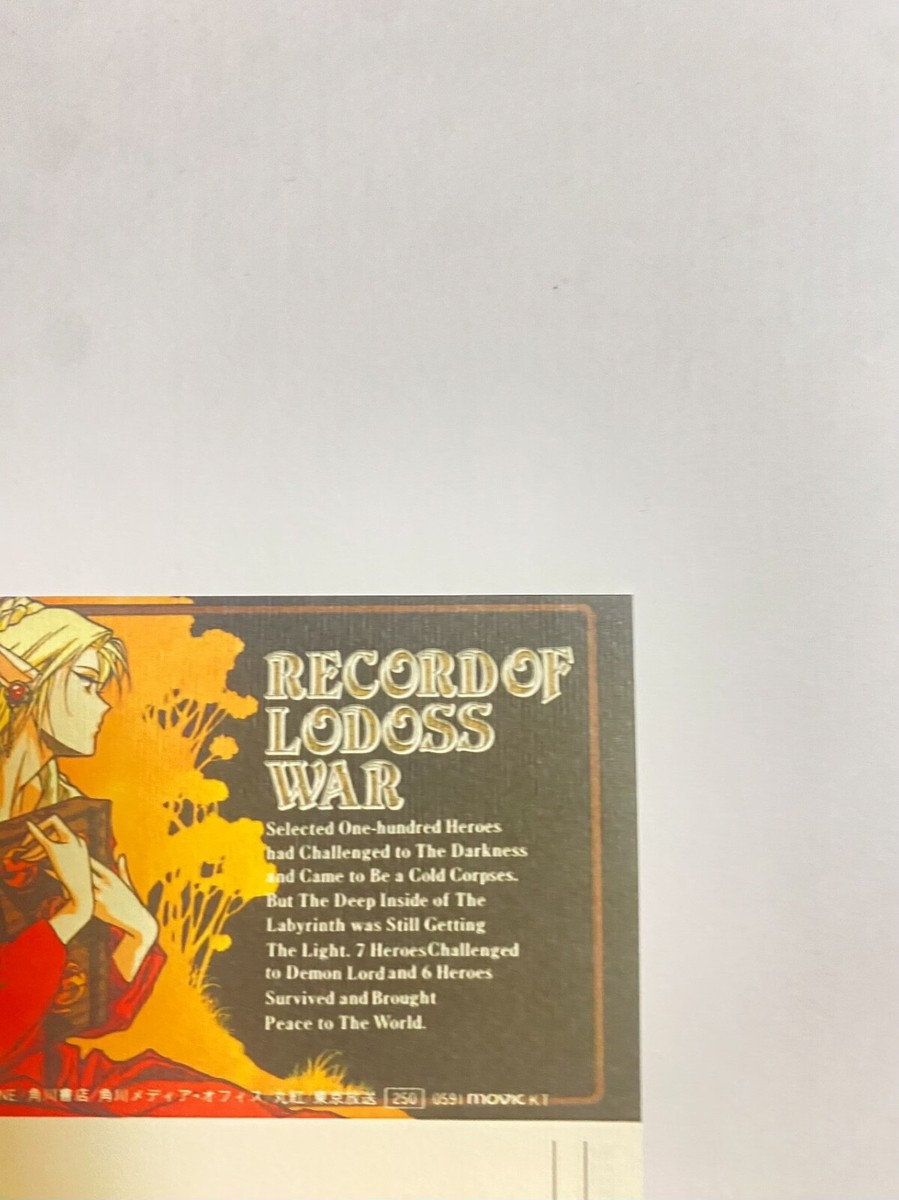 RECORD OF
LODOSS
WAR
Selected One-hundred Heroes
had Challenged to The Darkness
and Came to Be a Cold Corpses.
But The Deep Inside of The
Labyrinth was Still Getting
The Light. 7 HeroesChallenged
to Demon Lord and 6 Heroes
Survived and Brought
Peace to The World.
NE/角川書店/角川メディア・オフィス 丸紅 東京放送 250 0591 movic KT